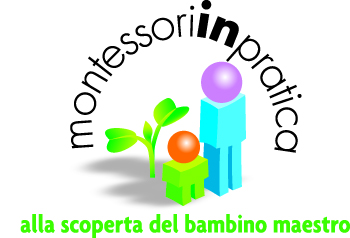 montessoriinpratica
alla scoperta del bambino maestro